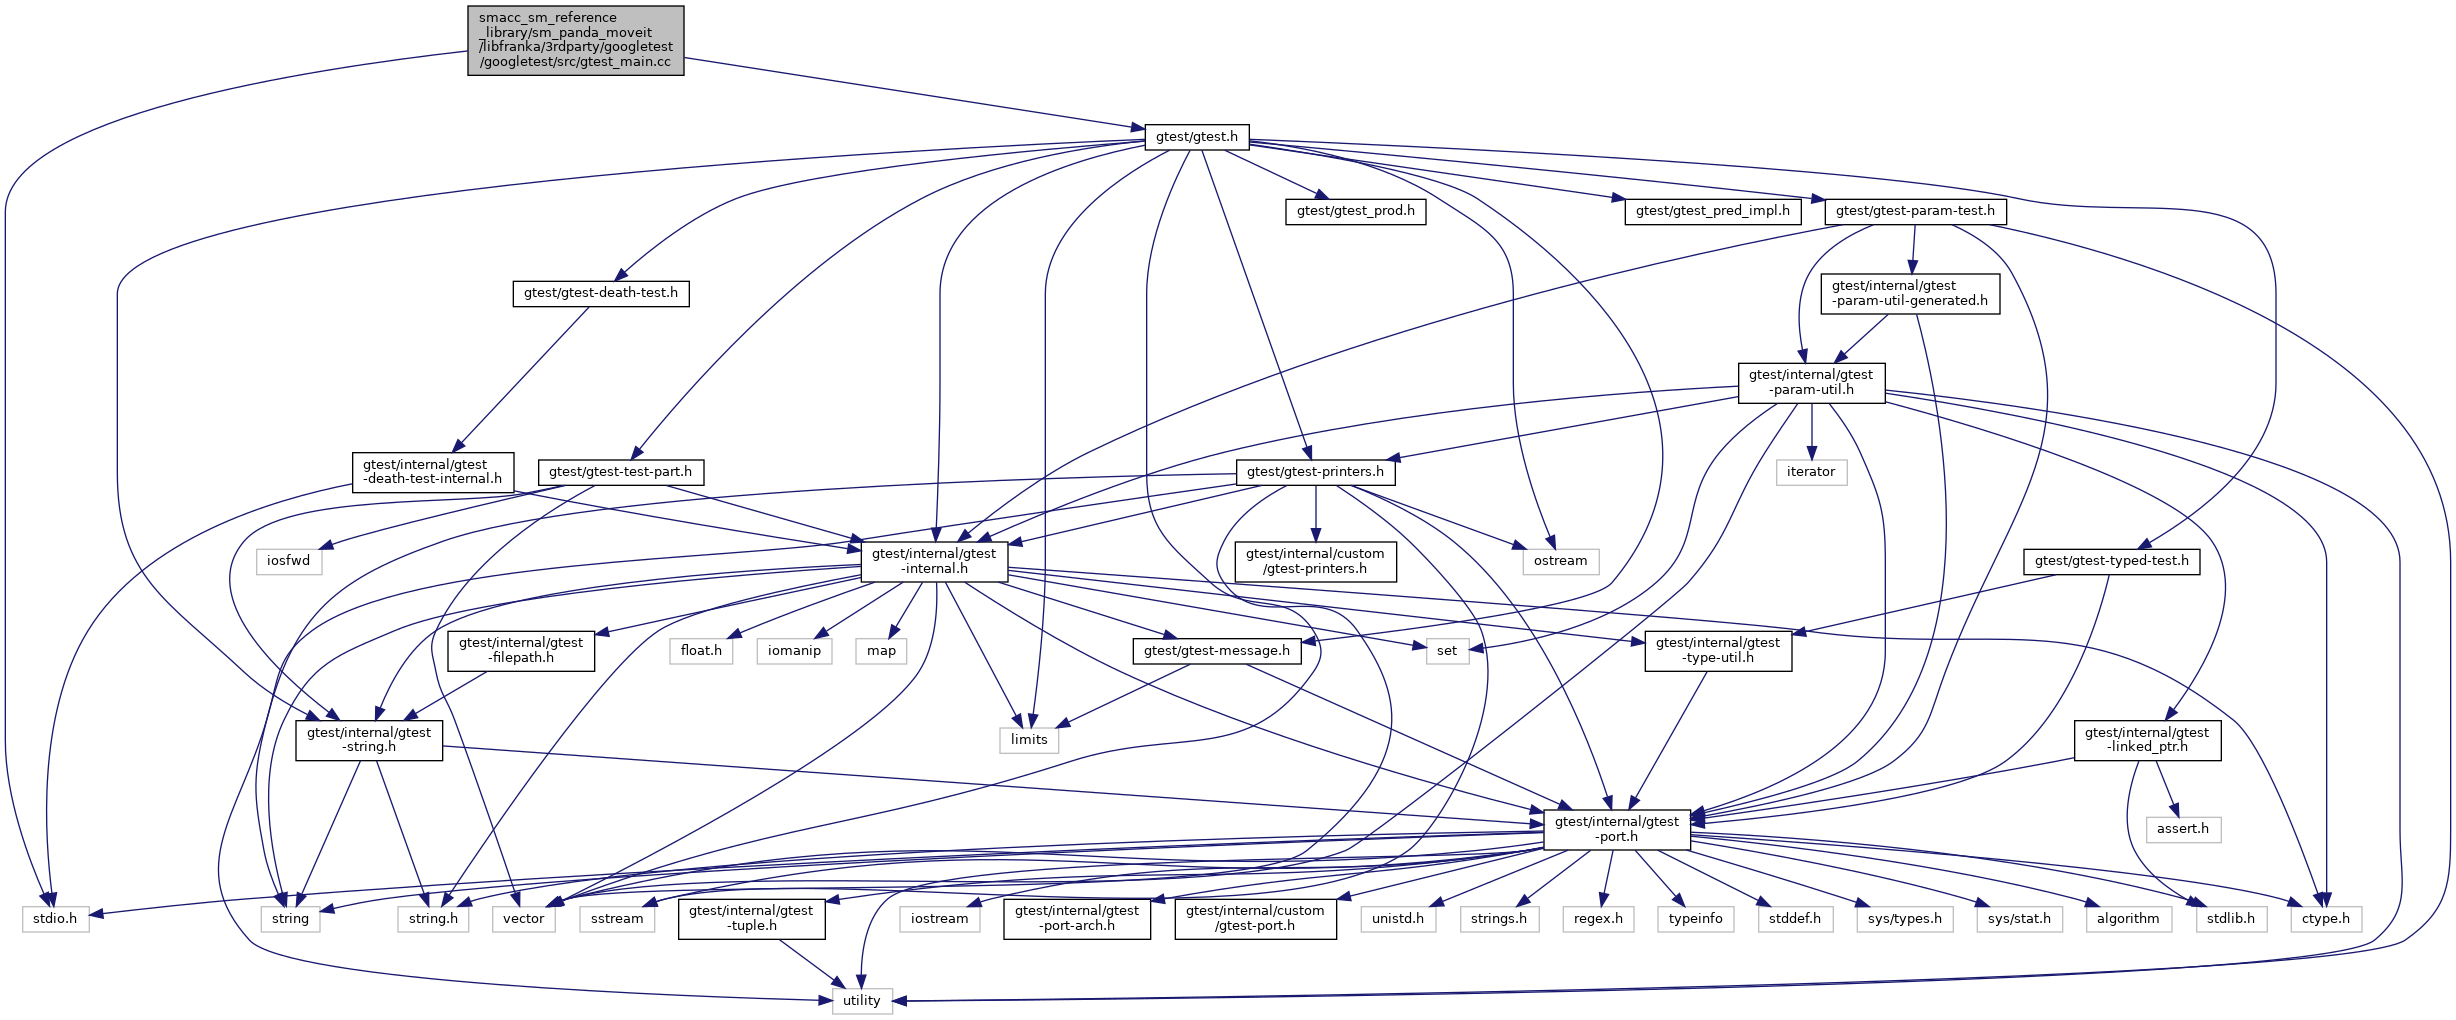 smacc_sm_reference
_library/sm_panda_moveit
/libfranka/3rdparty/googletest
/googletest/src/gtest_main.cc
gtest/gtest.h
gtest/gtest_prod.h
gtest/gtest_pred_impl.h
gtest/gtest-param-test.h
gtest/gtest-death-test.h
gtest/internal/gtest
-param-util-generated.h
gtest/internal/gtest
-param-util.h
gtest/internal/gtest
-death-test-internal.h
gtest/gtest-test-part.h
gtest/gtest-printers.h
iterator
iosfwd
gtest/internal/gtest
-internal.h
gtest/internal/custom
/gtest-printers.h
ostream
gtest/gtest-typed-test.h
gtest/internal/gtest
-filepath.h
float.h
iomanip
map
gtest/gtest-message.h
set
gtest/internal/gtest
-type-util.h
gtest/internal/gtest
-string.h
limits
gtest/internal/gtest
-linked_ptr.h
gtest/internal/gtest
-port.h
assert.h
stdio.h
string
string.h
vector
sstream
gtest/internal/gtest
-tuple.h
iostream
gtest/internal/gtest
-port-arch.h
gtest/internal/custom
/gtest-port.h
unistd.h
strings.h
regex.h
typeinfo
stddef.h
sys/types.h
sys/stat.h
algorithm
stdlib.h
ctype.h
utility